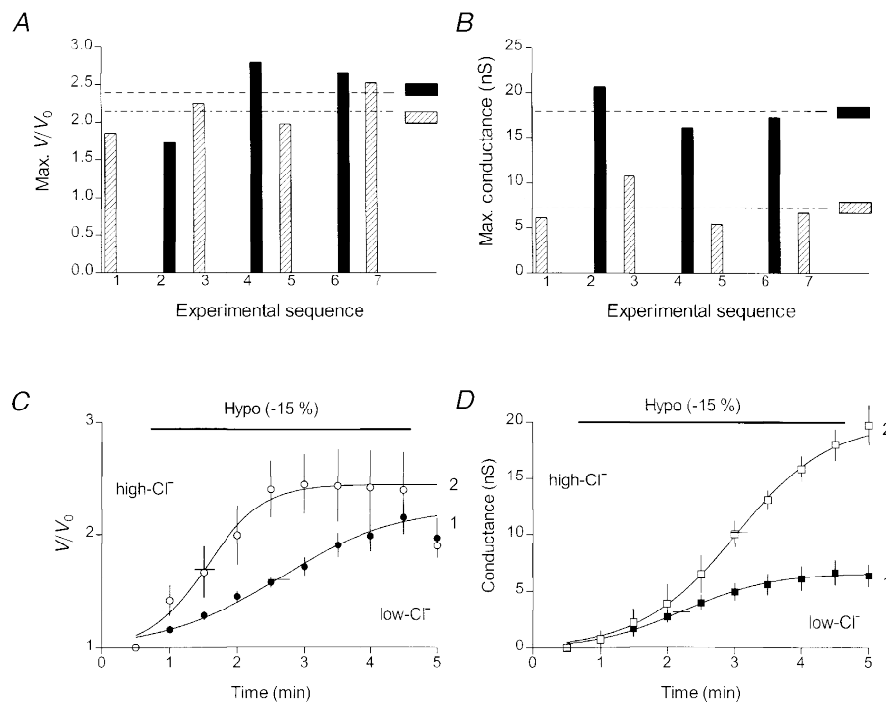 A
Max. V/V0
3.0
2.5
2.0
1.5
1.0
0.5
0.0
1 2 3 4 5 6 7
Experimental sequence
B
Max. conductance (nS)
25
20
15
10
5
0
1 2 3 4 5 6 7
Experimental sequence
C
Hypo (-15 %)
V/V0
3
2
1
high-Cl⁻
2
1
low-Cl⁻
0 1 2 3 4 5
Time (min)
D
Hypo (-15 %)
Conductance (nS)
20
15
10
5
0
high-Cl⁻
2
low-Cl⁻
0 1 2 3 4 5
Time (min)